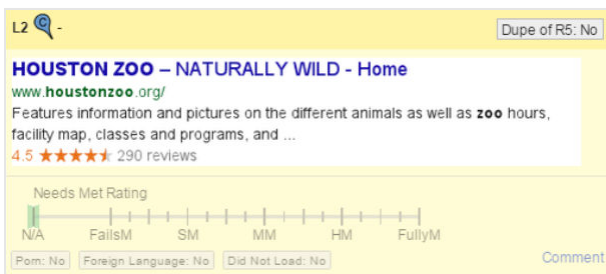 L2 C -
Dupe of R5: No
HOUSTON ZOO – NATURALLY WILD - Home
www.houstonzoo.org/
Features information and pictures on the different animals as well as zoo hours,
facility map, classes and programs, and ...
4.5 ★★★★★ 290 reviews
Needs Met Rating
N/A FailsM SM MM HM FullyM
Porn: No Foreign Language: No Did Not Load: No Comment